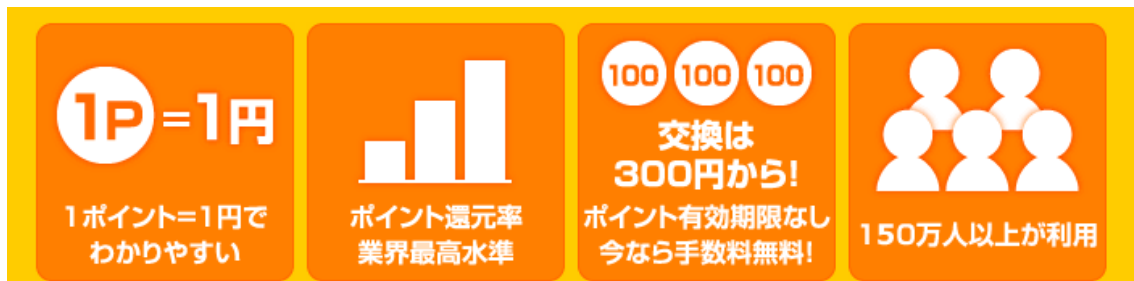 1P=1円
1ポイント=1円で
わかりやすい
ポイント還元率
業界最高水準
100 100 100
交換は
300円から!
ポイント有効期限なし
今なら手数料無料!
150万人以上が利用